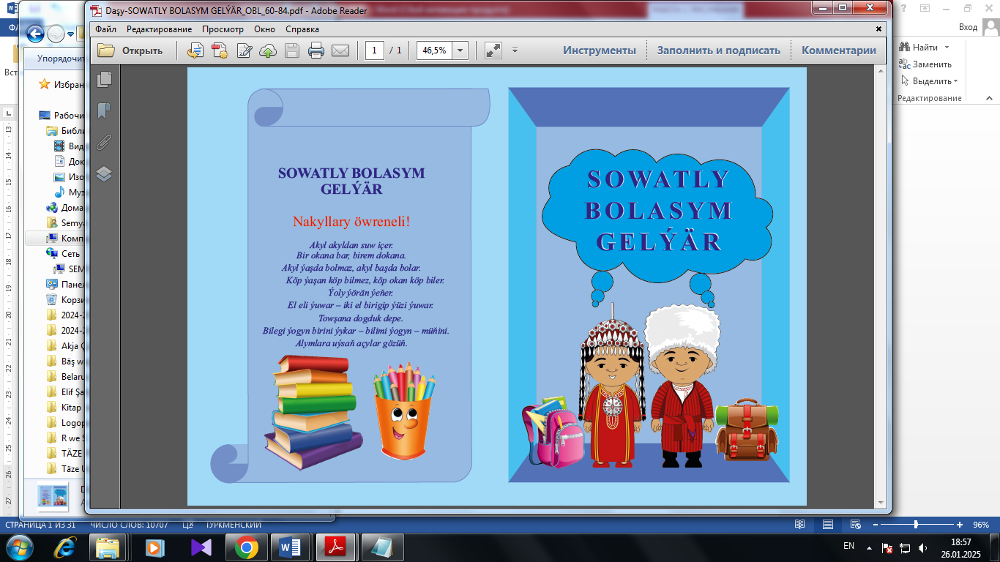 Daşy-SOWATLY BOLASYM GELÝÄR_OBL_60-84.pdf - Adobe Reader
Файл Редактирование Просмотр Окно Справка
Открыть 1 / 1 46,5% Инструменты Заполнить и подписать Комментарии
Вход
Найти
Заменить
Выделить
Редактирование
Упорядочит
Избран
Рабочи
Библи
Вид
Док
Изо
Муз
Дома
Semy
Комп
Сеть
SEM
Панел
Корзи
2024-2
2024-2
Akja
Bäş w
Belaru
Elif Şa
Kitap
Logop
R we S
TÄZE
Täze U
SOWATLY BOLASYM
GELÝÄR
Nakyllary öwreneli!
Akyl akyldan suw içer.
Bir okana bar, birem dokana.
Akyl ýaşda bolmaz, akyl başda bolar.
Köp ýaşan köp bilmez, köp okan köp biler.
Ýoly ýörän ýeňer.
El eli ýuwar – iki el birigip ýüzi ýuwar.
Towşana dogduk depe.
Bilegi ýogyn birini ýykar – bilimi ýogyn – müňini.
Alymlara uýsaň açylar gözüň.
SOWATLY
BOLASYM
GELÝÄR
СТРАНИЦА 1 ИЗ 31 ЧИСЛО СЛОВ: 10707 ТУРКМЕНСКИЙ 96%
EN 18:57
26.01.2025